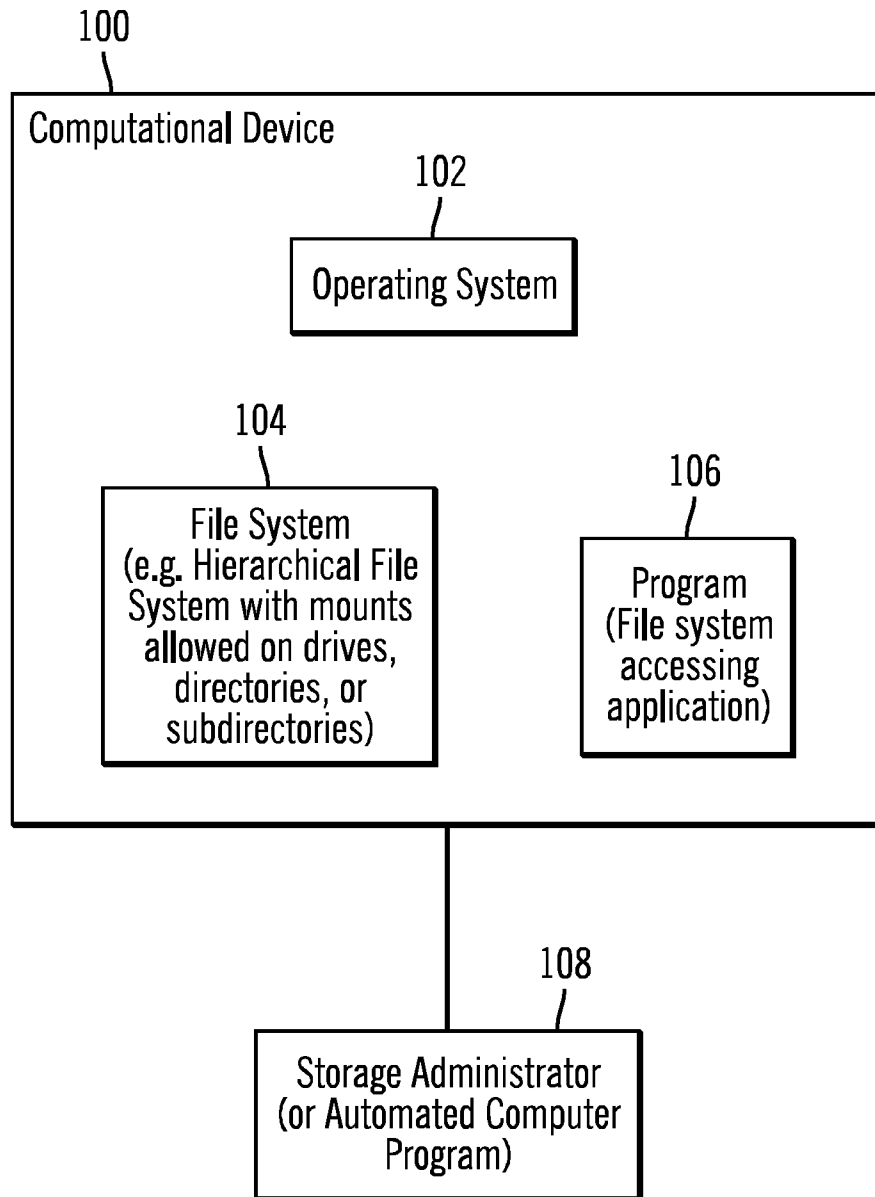 100
Computational Device
102
Operating System
104
File System
(e.g. Hierarchical File
System with mounts
allowed on drives,
directories, or
subdirectories)
106
Program
(File system
accessing
application)
108
Storage Administrator
(or Automated Computer
Program)